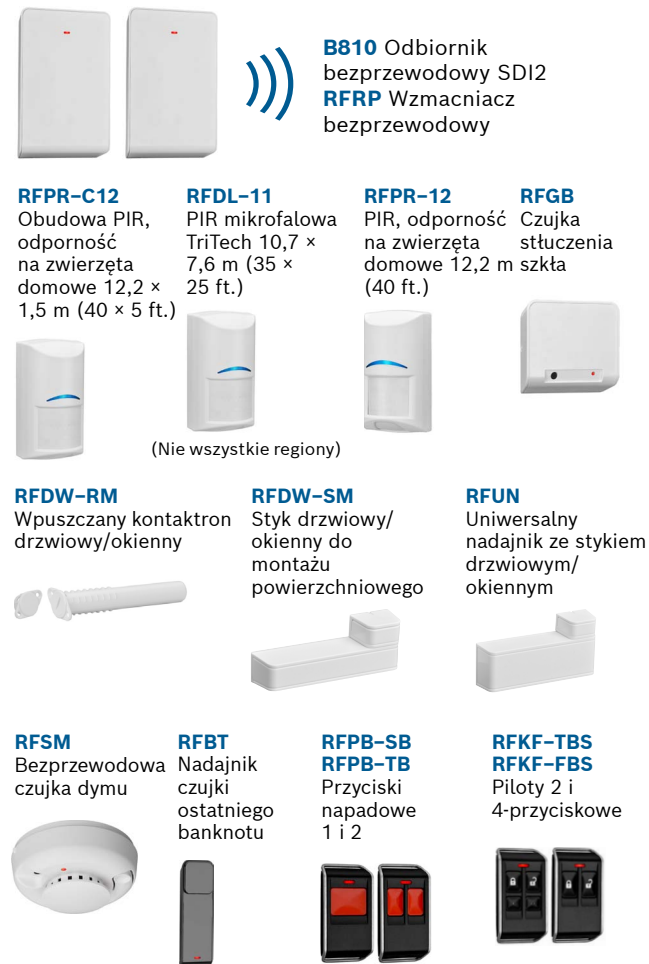 B810 Odbiornik
bezprzewodowy SDI2
RFRP Wzmacniacz
bezprzewodowy
RFPR–C12
Obudowa PIR,
odporność
na zwierzęta
domowe 12,2 ×
1,5 m (40 × 5 ft.)
RFDL–11
PIR mikrofalowa
TriTech 10,7 ×
7,6 m (35 ×
25 ft.)
(Nie wszystkie regiony)
RFPR–12
PIR, odporność
na zwierzęta
domowe 12,2 m
(40 ft.)
RFGB
Czujka
stłuczenia
szkła
RFDW–RM
Wpuszczany kontaktron
drzwiowy/okienny
RFDW–SM
Styk drzwiowy/
okienny do
montażu
powierzchniowego
RFUN
Uniwersalny
nadajnik ze stykiem
drzwiowym/
okiennym
RFSM
Bezprzewodowa
czujka dymu
RFBT
Nadajnik
czujki
ostatniego
banknotu
RFPB–SB
RFPB–TB
Przyciski
napadowe
1 i 2
RFKF–TBS
RFKF–FBS
Piloty 2 i
4-przyciskowe